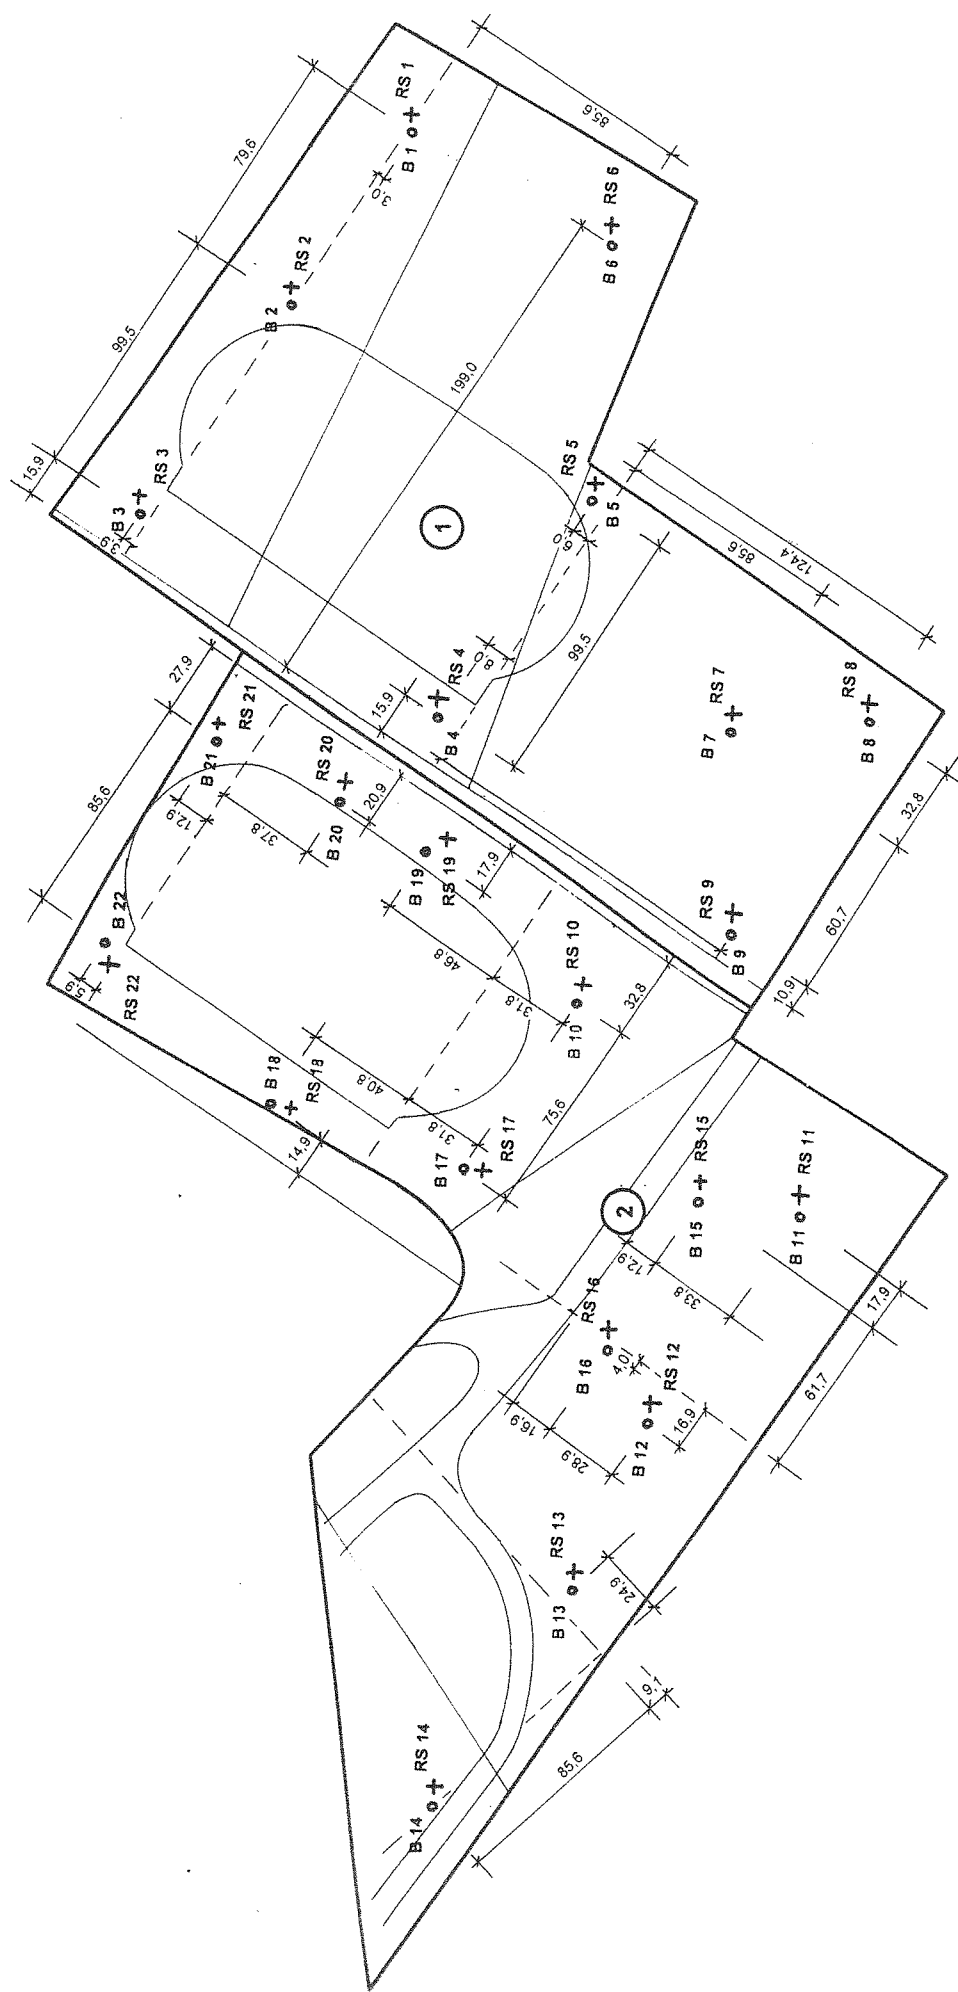 85,6
79,6
RS 1
B 1
3,0
RS 6
B 6
RS 2
B 2
99,5
199,0
15,9
RS 3
B 3
3,9
RS 5
B 5
6,0
1
85,6
124,4
99,5
8,0
RS 4
B 4
15,9
27,9
RS 21
B 21
85,6
12,9
37,8
RS 20
B 20
20,9
RS 7
B 7
RS 8
B 8
32,8
60,7
10,9
RS 9
B 9
B 19
RS 19
17,9
46,8
31,8
RS 10
B 10
32,8
75,6
B 22
RS 22
5,9
B 18
RS 18
14,9
40,8
31,8
B 17
RS 17
2
RS 15
B 15
RS 11
B 11
12,9
33,8
17,9
61,7
RS 16
B 16
4,0
RS 12
B 12
16,9
16,9
28,9
RS 13
B 13
24,9
9,1
85,6
RS 14
B 14